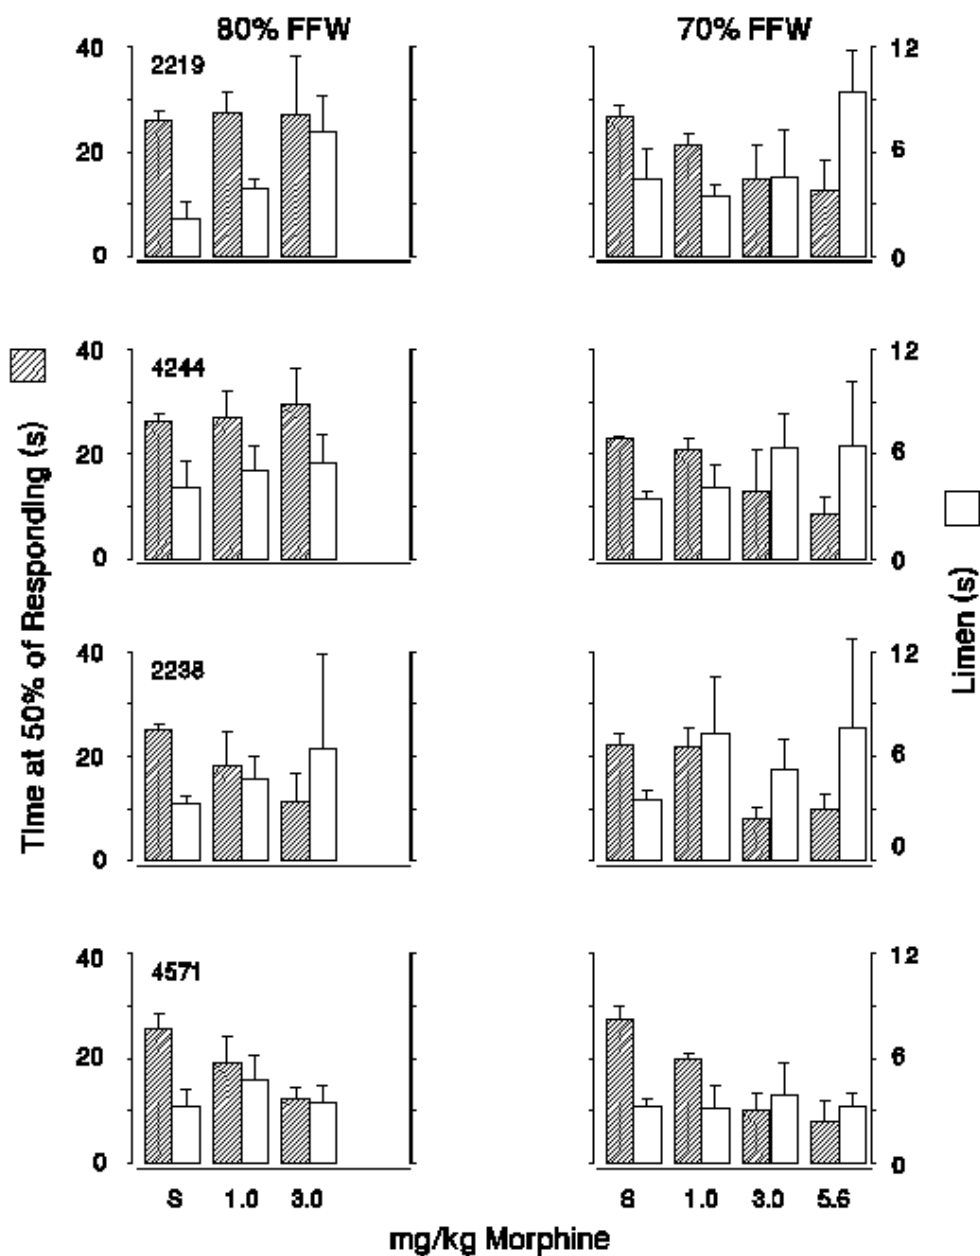 80% FFW 70% FFW
40 2219 12
20 6
0 0
40 4244 12
20 6
0 0
40 2238 12
20 6
0 0
40 4571 12
20 6
0 0
S 1.0 3.0 S 1.0 3.0 5.6
mg/kg Morphine
Time at 50% of Responding (s)
Limen (s)